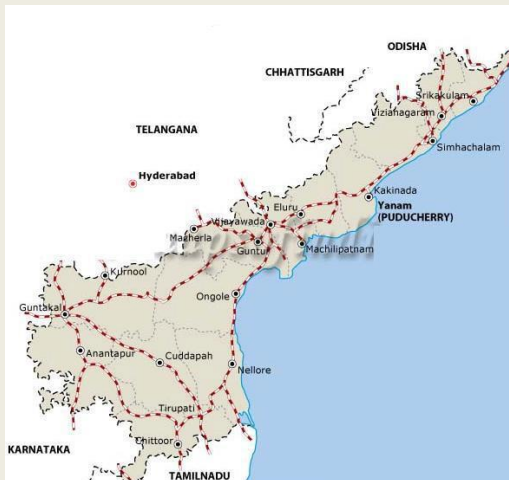 ODISHA
CHHATTISGARH
Srikakulam
Vizianagaram
TELANGANA
Simhachalam
Hyderabad
Kakinada
Eluru
Yanam
(PUDUCHERRY)
Vijayawada
Macherla
Guntur
Machilipatnam
Kurnool
Ongole
Guntakal
Anantapur
Cuddapah
Nellore
Tirupati
Chittoor
KARNATAKA
TAMILNADU